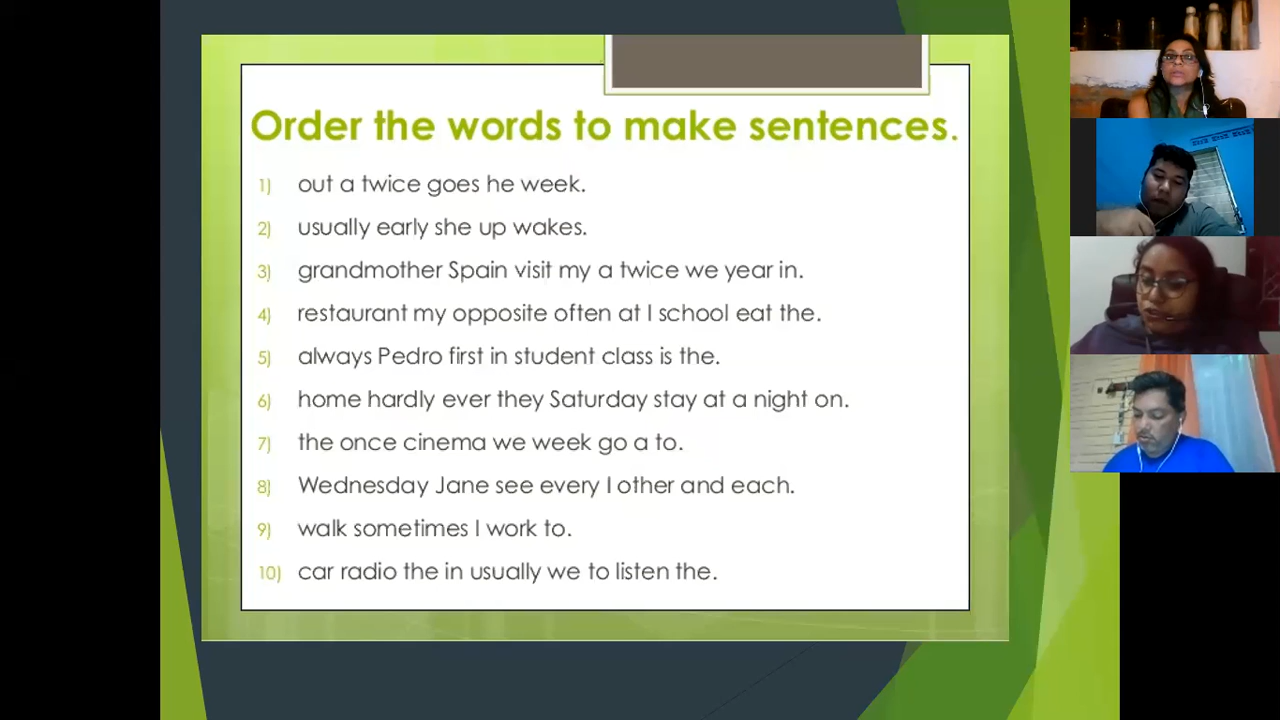 Order the words to make sentences.
1) out a twice goes he week.
2) usually early she up wakes.
3) grandmother Spain visit my a twice we year in.
4) restaurant my opposite often at I school eat the.
5) always Pedro first in student class is the.
6) home hardly ever they Saturday stay at a night on.
7) the once cinema we week go a to.
8) Wednesday Jane see every I other and each.
9) walk sometimes I work to.
10) car radio the in usually we to listen the.